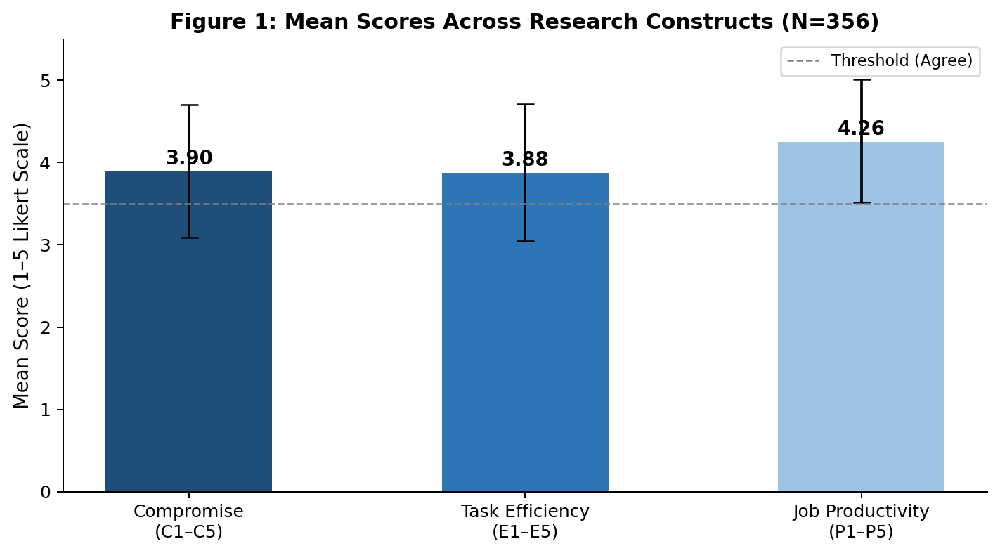 Figure 1: Mean Scores Across Research Constructs (N=356)
Threshold (Agree)
Mean Score (1–5 Likert Scale)
5
4
3
2
1
0
3.90
3.88
4.26
Compromise
(C1–C5)
Task Efficiency
(E1–E5)
Job Productivity
(P1–P5)